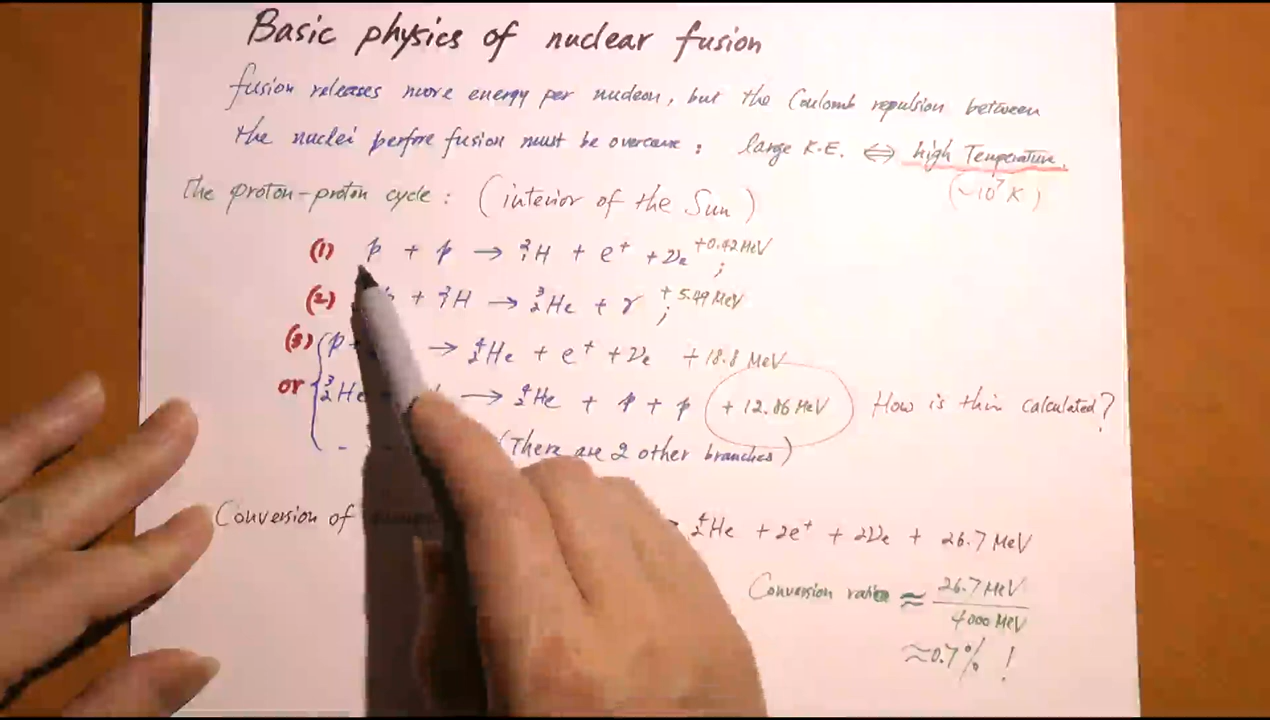 Basic physics of nuclear fusion
fusion releases more energy per nucleon, but the Coulomb repulsion between
the nuclei perfore fusion must be overcome: large K.E. ⇔ high Temperature.
(~10⁷ K)
The proton-proton cycle: (interior of the Sun)
(1) p + p → ²₁H + e⁺ + νₑ +0.42 MeV ;
(2) + ²₁H → ³₂He + γ + 5.49 MeV ;
(3) p → ⁴₂He + e⁺ + νₑ + 18.8 MeV
or ³₂He → ⁴₂He + p + p + 12.86 MeV How is this calculated?
(There are 2 other branches)
Conversion of ⁴₂He + 2e⁺ + 2νₑ + 26.7 MeV
Conversion ratio ≈ 26.7 MeV / 4000 MeV
≈0.7% !